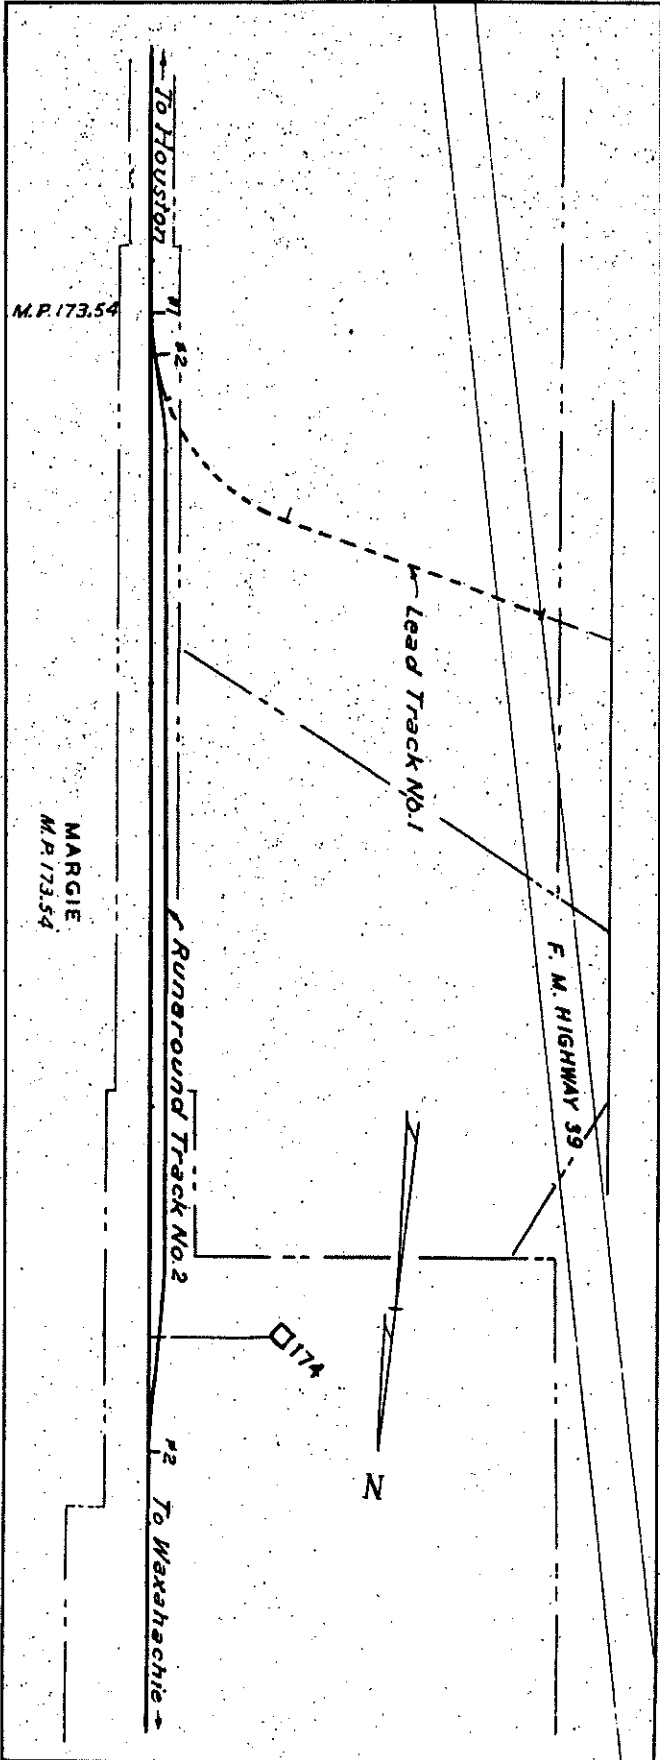 ← To Houston
M.P. 173.54
#1
#2
← Lead Track No.1
MARGIE
M.P. 173.54
Runaround Track No.2
F. M. HIGHWAY 39
174
N
#2
To Waxahachie →